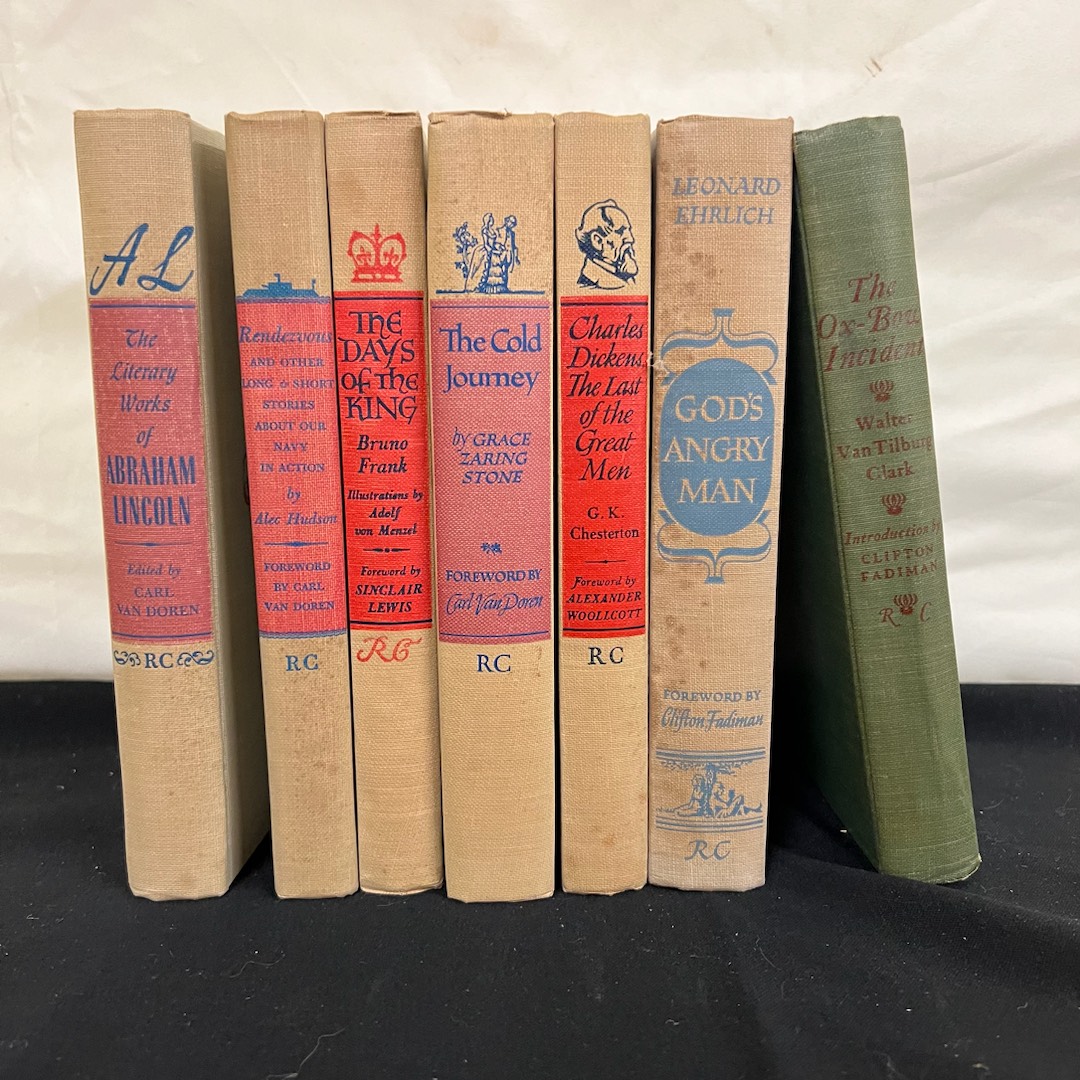 AL
The
Literary
Works
of
ABRAHAM
LINCOLN
Edited by
CARL
VAN DOREN
RC
Rendezvous
AND OTHER
LONG & SHORT
STORIES
ABOUT OUR
NAVY
IN ACTION
by
Alec Hudson
FOREWORD
BY CARL
VAN DOREN
RC
THE
DAYS
OF THE
KING
Bruno
Frank
Illustrations by
Adolf
von Menzel
Foreword by
SINCLAIR
LEWIS
RC
The Cold
Journey
by GRACE
ZARING
STONE
FOREWORD BY
Carl Van Doren
RC
Charles
Dickens,
The Last
of the
Great
Men
G. K.
Chesterton
Foreword by
ALEXANDER
WOOLLCOTT
RC
LEONARD
EHRLICH
GOD'S
ANGRY
MAN
FOREWORD BY
Clifton Fadiman
RC
The
Ox-Bow
Incident
Walter
Van Tilburg
Clark
Introduction by
CLIFTON
FADIMAN
R C